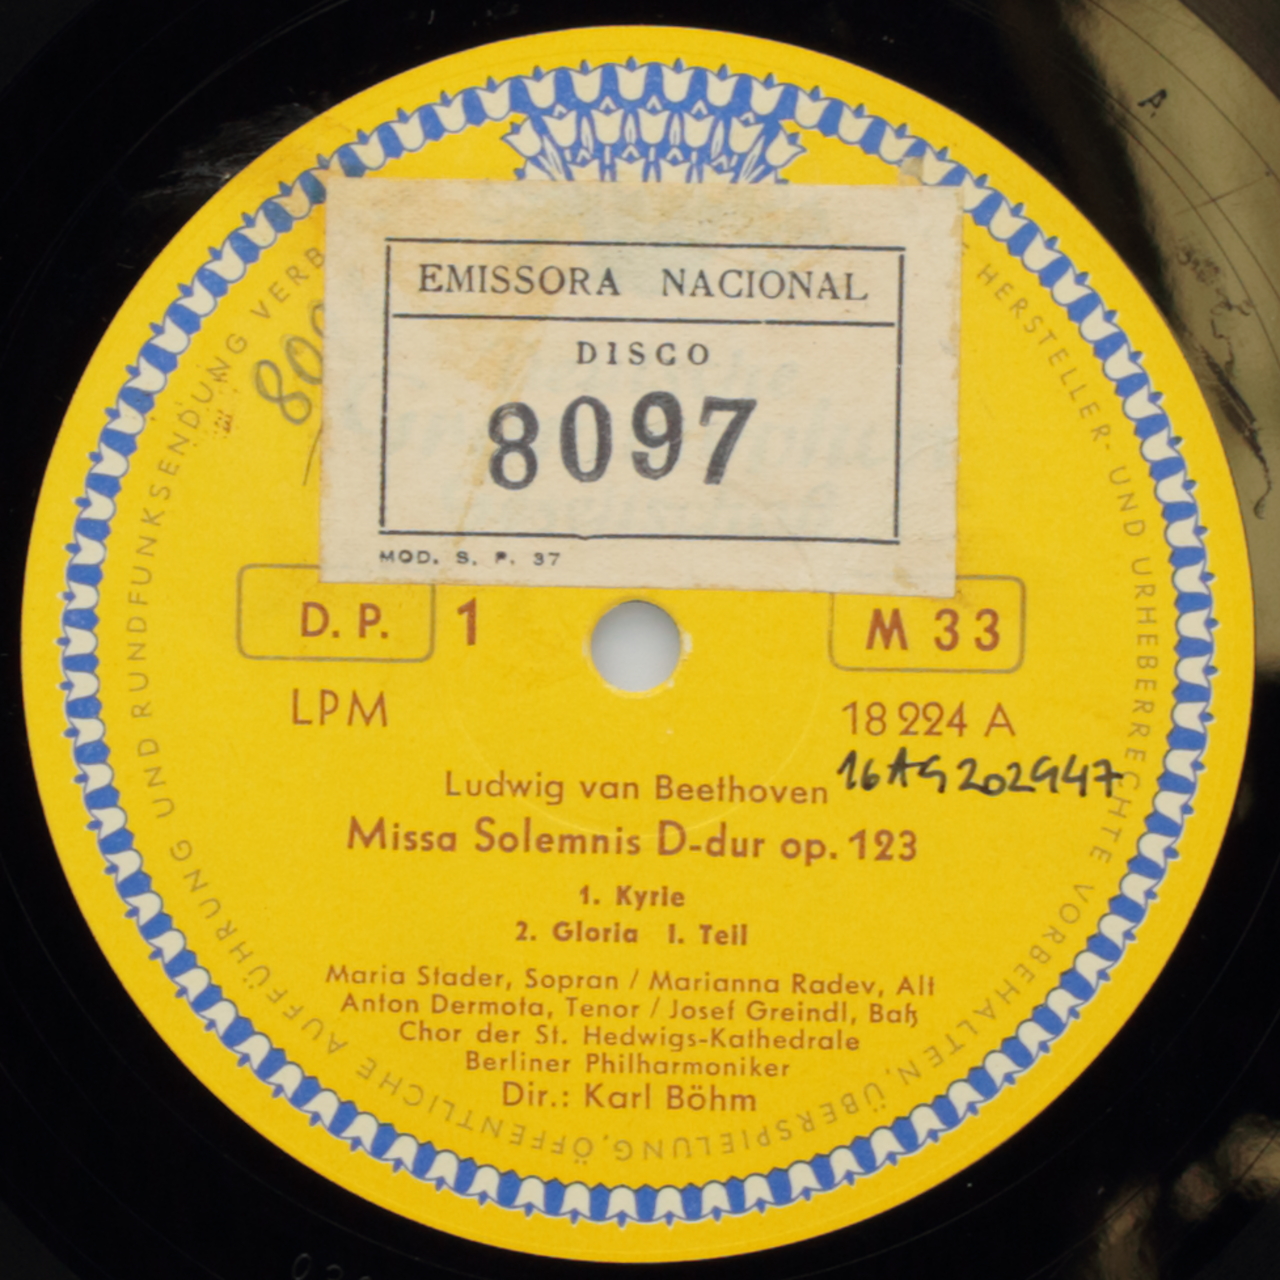 EMISSORA NACIONAL
DISCO
8097
MOD. S. P. 37
D. P. 1
M 33
LPM
18 224 A
16AG202947
Ludwig van Beethoven
Missa Solemnis D-dur op. 123
1. Kyrie
2. Gloria I. Teil
Maria Stader, Sopran / Marianna Radev, Alt
Anton Dermota, Tenor / Josef Greindl, Baß
Chor der St. Hedwigs-Kathedrale
Berliner Philharmoniker
Dir.: Karl Böhm
HERSTELLER- UND URHEBERRECHTE VORBEHALTEN, ÜBERSPIELUNG, ÖFFENTLICHE AUFFÜHRUNG UND RUNDFUNKSENDUNG VERB
A